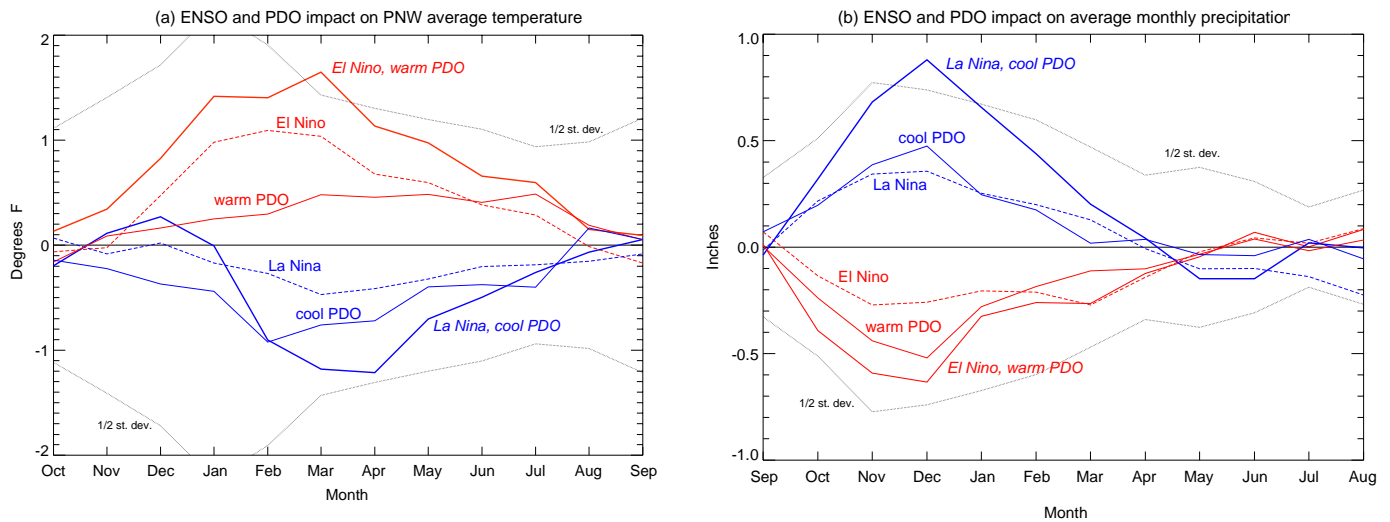 (a) ENSO and PDO impact on PNW average temperature
2
1
0
-1
-2
Degrees F
El Nino, warm PDO
El Nino
1/2 st. dev.
warm PDO
La Nina
cool PDO
La Nina, cool PDO
1/2 st. dev.
Oct Nov Dec Jan Feb Mar Apr May Jun Jul Aug Sep
Month
(b) ENSO and PDO impact on average monthly precipitation
1.0
0.5
0.0
-0.5
-1.0
Inches
La Nina, cool PDO
cool PDO
1/2 st. dev.
La Nina
El Nino
warm PDO
El Nino, warm PDO
1/2 st. dev.
Sep Oct Nov Dec Jan Feb Mar Apr May Jun Jul Aug
Month